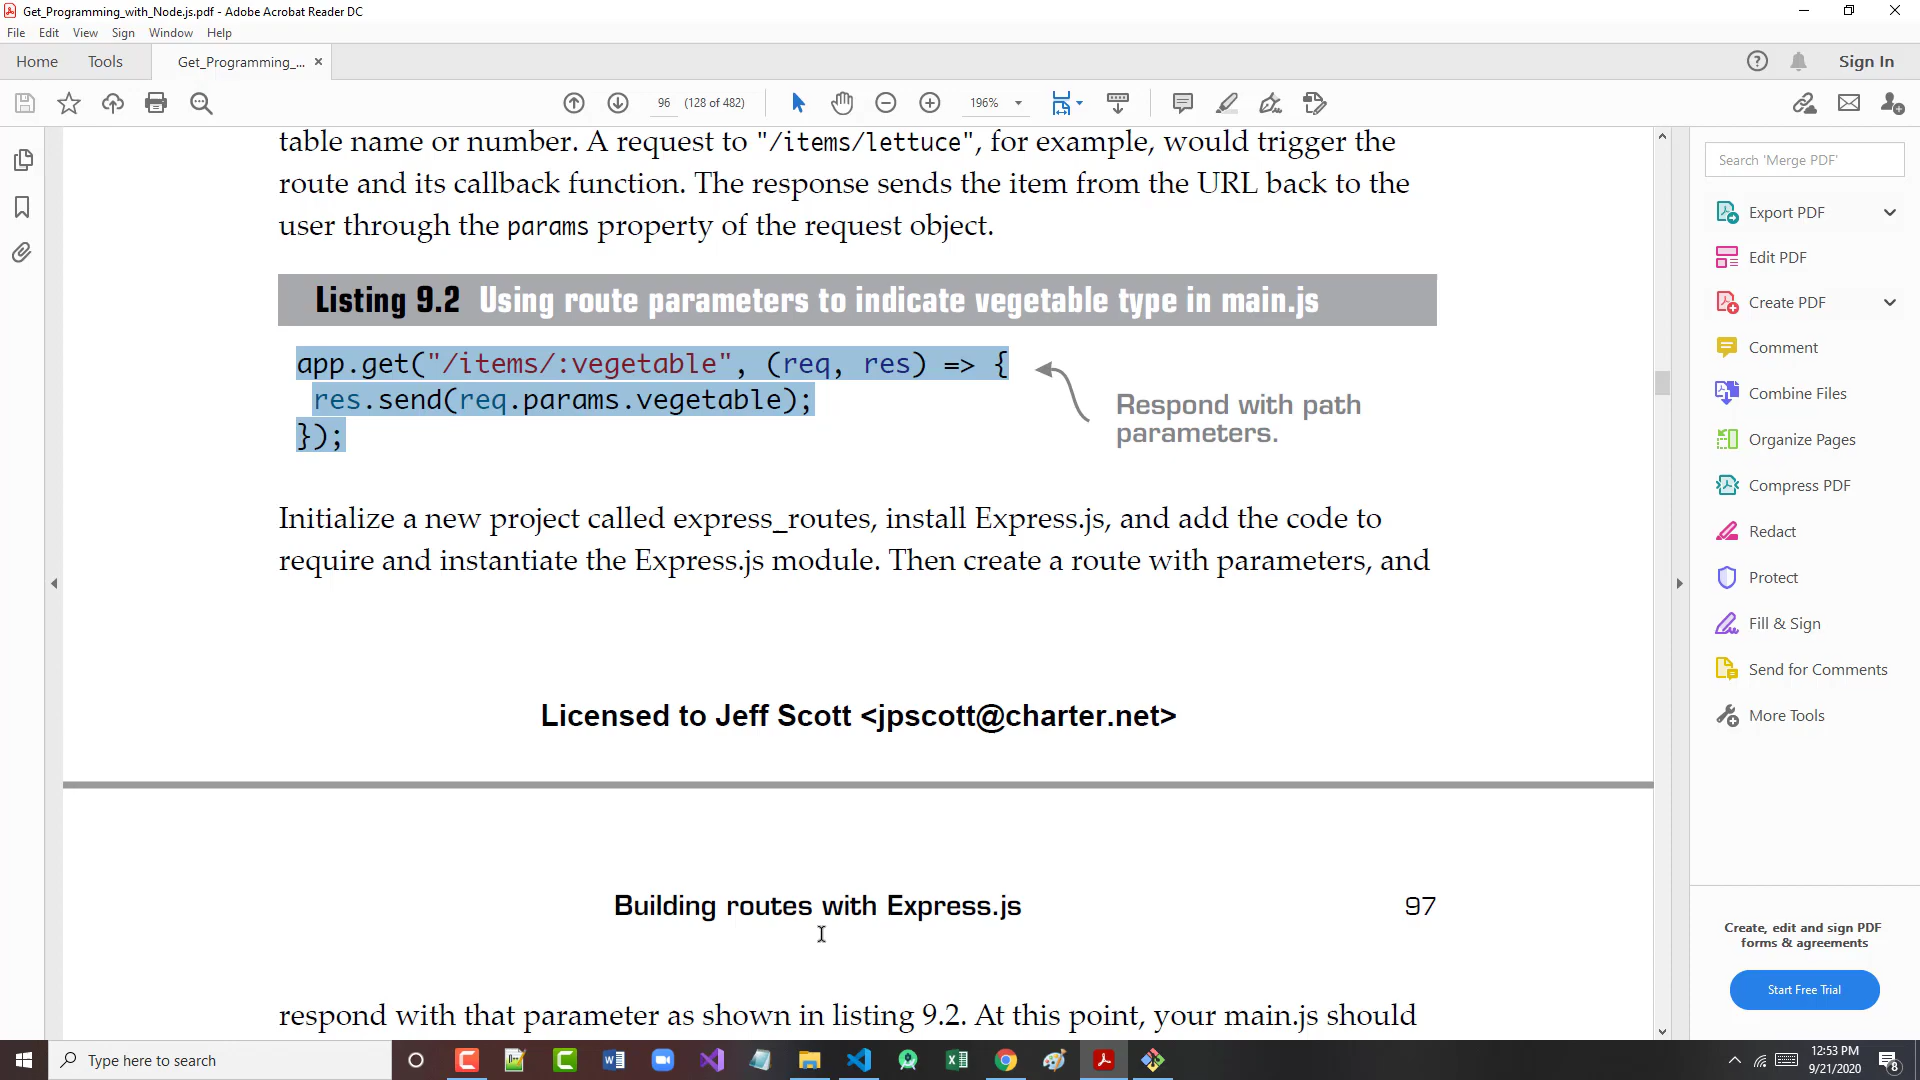 Get_Programming_with_Node.js.pdf - Adobe Acrobat Reader DC
File Edit View Sign Window Help
Home Tools Get_Programming_... × Sign In
96 (128 of 482) 196%
table name or number. A request to "/items/lettuce", for example, would trigger the
route and its callback function. The response sends the item from the URL back to the
user through the params property of the request object.
Listing 9.2 Using route parameters to indicate vegetable type in main.js
app.get("/items/:vegetable", (req, res) => {
res.send(req.params.vegetable);
});
Respond with path
parameters.
Initialize a new project called express_routes, install Express.js, and add the code to
require and instantiate the Express.js module. Then create a route with parameters, and
Licensed to Jeff Scott <jpscott@charter.net>
Building routes with Express.js 97
respond with that parameter as shown in listing 9.2. At this point, your main.js should
Search 'Merge PDF'
Export PDF
Edit PDF
Create PDF
Comment
Combine Files
Organize Pages
Compress PDF
Redact
Protect
Fill & Sign
Send for Comments
More Tools
Create, edit and sign PDF
forms & agreements
Start Free Trial
Type here to search
12:53 PM
9/21/2020
8